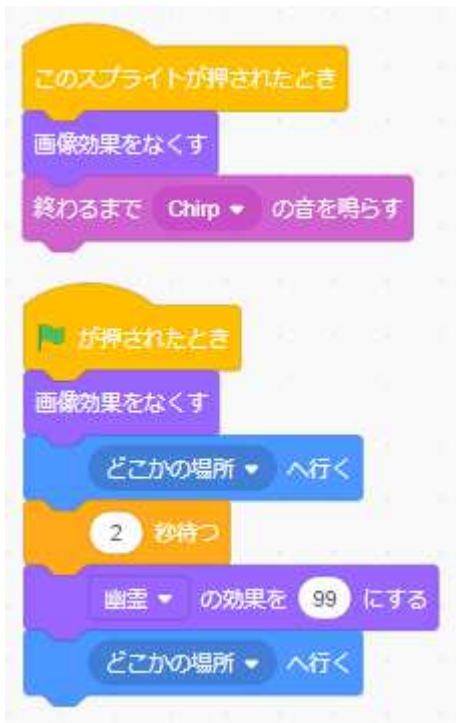 このスプライトが押されたとき
画像効果をなくす
終わるまで Chirp の音を鳴らす
が押されたとき
画像効果をなくす
どこかの場所 へ行く
2 秒待つ
幽霊 の効果を 99 にする
どこかの場所 へ行く